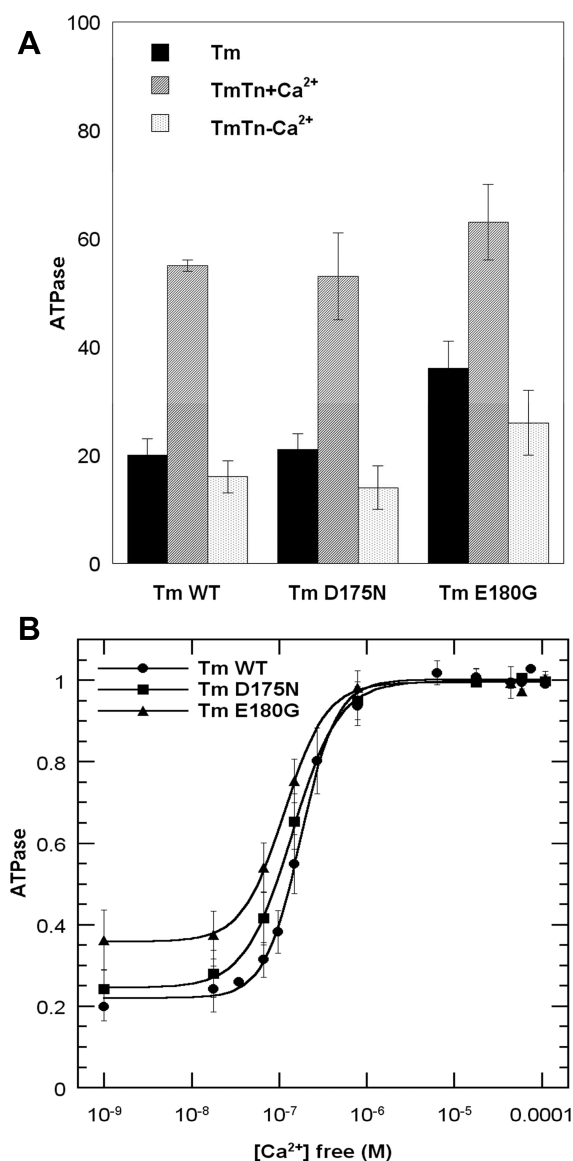 A
100
80
60
40
20
0
ATPase
Tm
TmTn+Ca²⁺
TmTn-Ca²⁺
Tm WT
Tm D175N
Tm E180G
B
1
0.8
0.6
0.4
0.2
0
ATPase
Tm WT
Tm D175N
Tm E180G
10⁻⁹
10⁻⁸
10⁻⁷
10⁻⁶
10⁻⁵
0.0001
[Ca²⁺] free (M)